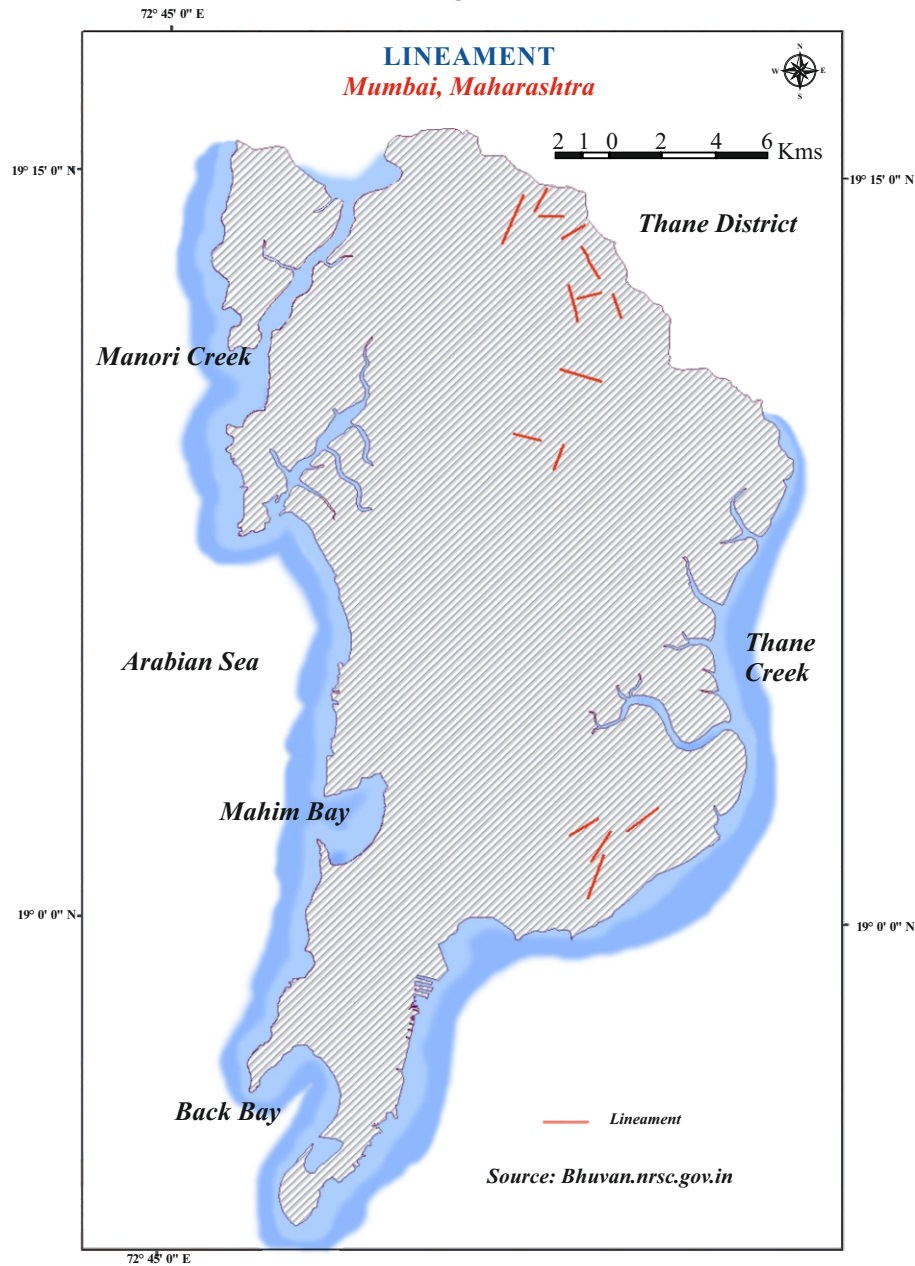 72° 45' 0" E
LINEAMENT
Mumbai, Maharashtra
N
W E
S
2 1 0 2 4 6 Kms
19° 15' 0" N
19° 15' 0" N
Thane District
Manori Creek
Arabian Sea
Thane
Creek
Mahim Bay
19° 0' 0" N
19° 0' 0" N
Back Bay
Lineament
Source: Bhuvan.nrsc.gov.in
72° 45' 0" E